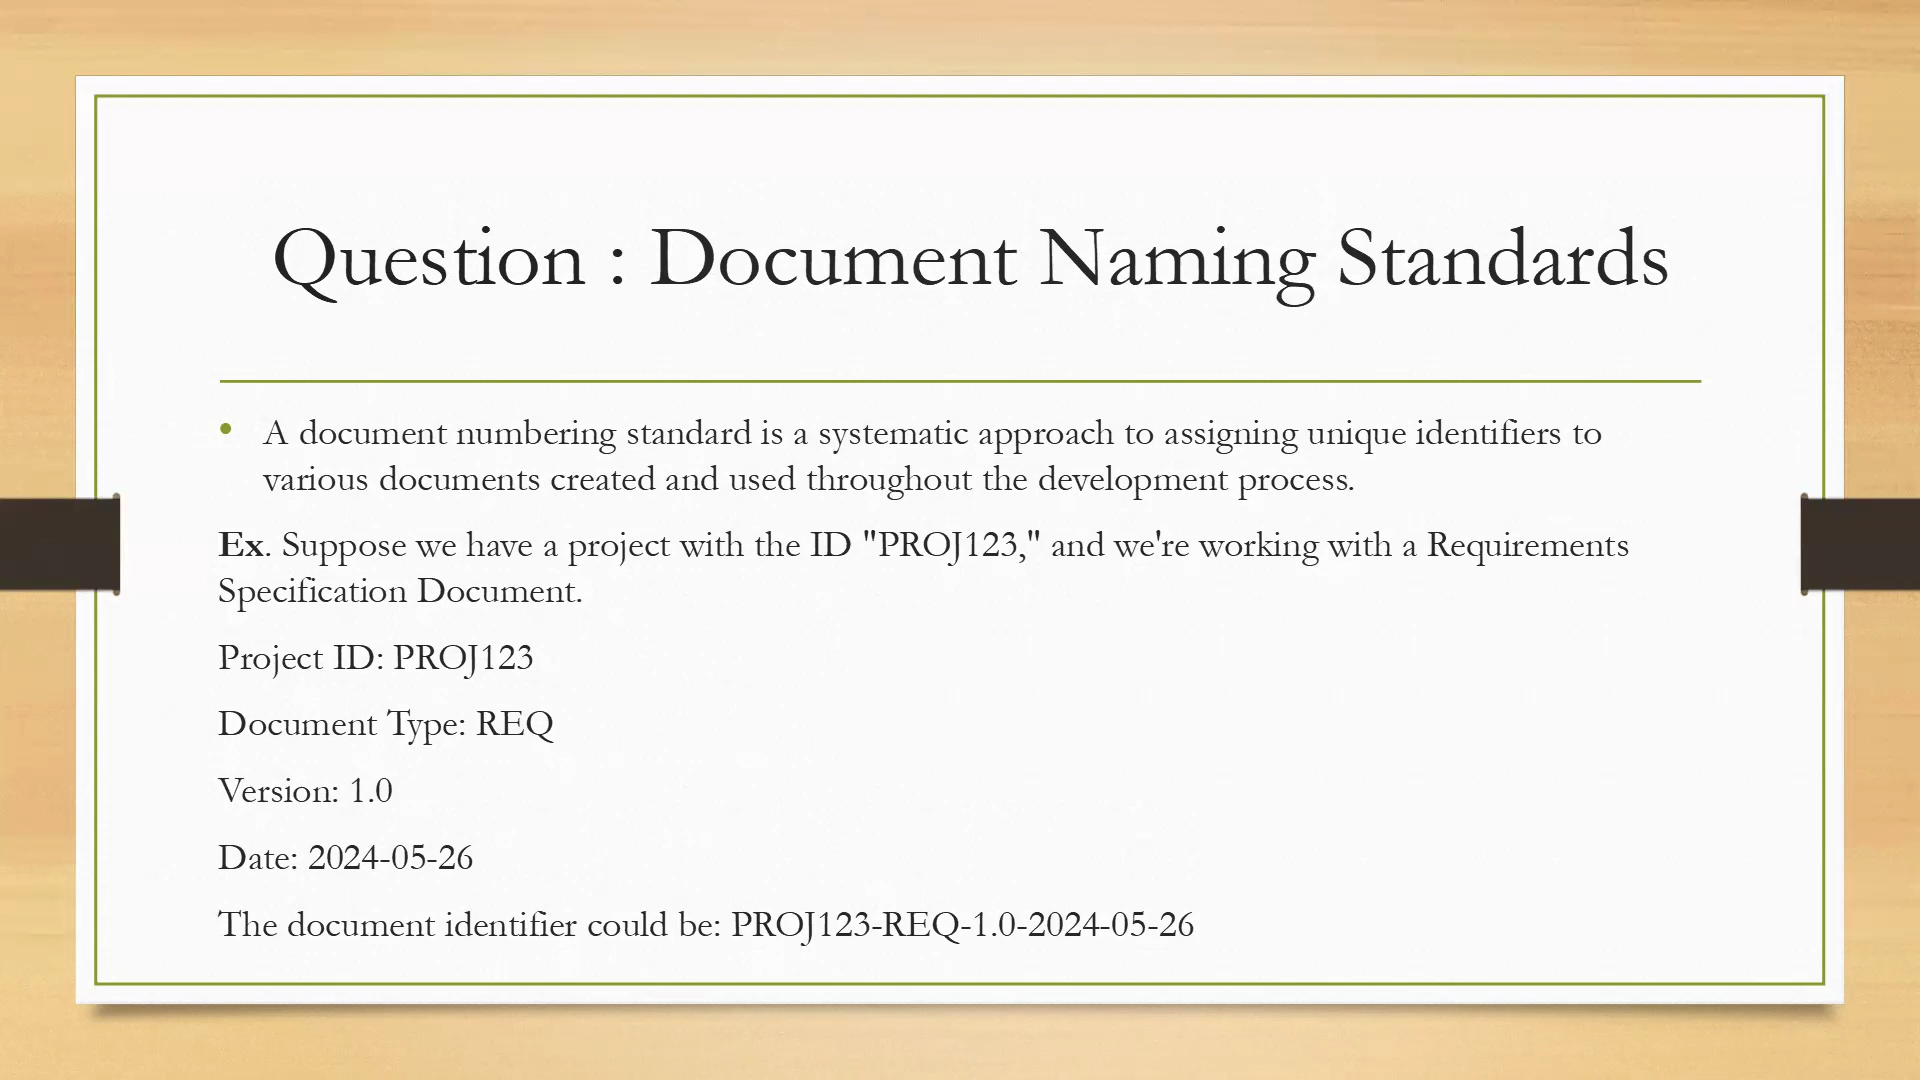 Question : Document Naming Standards
• A document numbering standard is a systematic approach to assigning unique identifiers to
various documents created and used throughout the development process.
Ex. Suppose we have a project with the ID "PROJ123," and we're working with a Requirements
Specification Document.
Project ID: PROJ123
Document Type: REQ
Version: 1.0
Date: 2024-05-26
The document identifier could be: PROJ123-REQ-1.0-2024-05-26